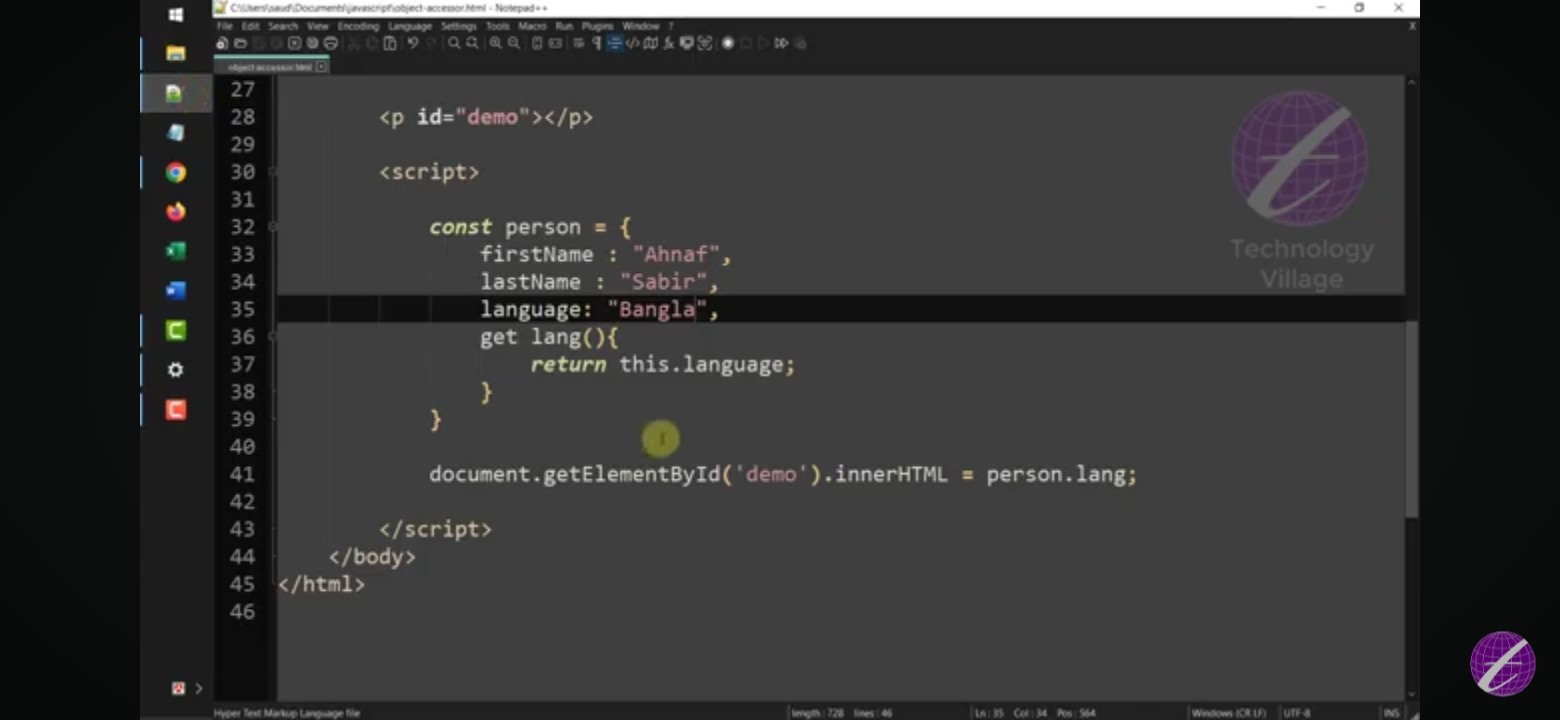 C:\Users\saud\Documents\javascript\object-accessor.html - Notepad++
File Edit Search View Encoding Language Settings Tools Macro Run Plugins Window ?
object-accessor.html
27
28 <p id="demo"></p>
29
30 <script>
31
32 const person = {
33 firstName : "Ahnaf",
34 lastName : "Sabir",
35 language: "Bangla",
36 get lang(){
37 return this.language;
38 }
39 }
40
41 document.getElementById('demo').innerHTML = person.lang;
42
43 </script>
44 </body>
45 </html>
46
Technology
Village
Hyper Text Markup Language file length : 728 lines : 46 Ln : 35 Col : 34 Pos : 564 Windows (CR LF) UTF-8 INS